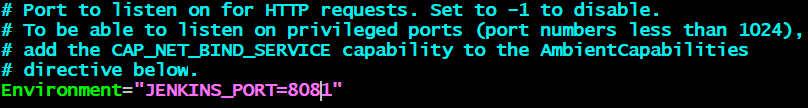 # Port to listen on for HTTP requests. Set to -1 to disable.
# To be able to listen on privileged ports (port numbers less than 1024),
# add the CAP_NET_BIND_SERVICE capability to the AmbientCapabilities
# directive below.
Environment="JENKINS_PORT=8081"